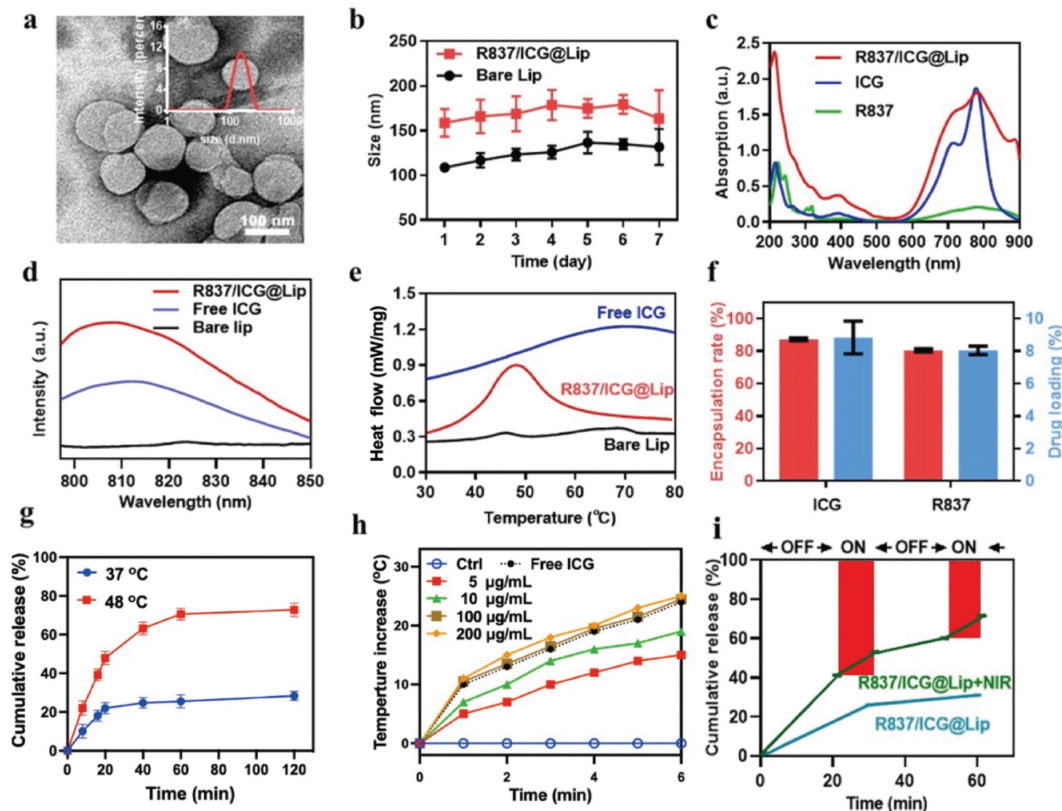 a
Intensity (percent
16
12
8
4
0
1
100
1000
size (d.nm)
100 nm
b
R837/ICG@Lip
Bare Lip
Size (nm)
250
200
150
100
50
1 2 3 4 5 6 7
Time (day)
c
R837/ICG@Lip
ICG
R837
Absorption (a.u.)
2.5
2.0
1.5
1.0
0.5
0.0
200 300 400 500 600 700 800 900
Wavelength (nm)
d
R837/ICG@Lip
Free ICG
Bare lip
Intensity (a.u.)
800 810 820 830 840 850
Wavelength (nm)
e
Heat flow (mW/mg)
1.5
1.2
0.9
0.6
0.3
0.0
Free ICG
R837/ICG@Lip
Bare Lip
30 40 50 60 70 80
Temperature (°C)
f
Encapsulation rate (%)
100
80
60
40
20
0
Drug loading (%)
10
8
6
4
2
0
ICG R837
g
Cumulative release (%)
100
80
60
40
20
0
37 °C
48 °C
0 20 40 60 80 100 120
Time (min)
h
Temperture increase (°C)
30
20
10
0
Ctrl
Free ICG
5 μg/mL
10 μg/mL
100 μg/mL
200 μg/mL
0 2 4 6
Time (min)
i
OFF ON OFF ON
Cumulative release (%)
100
80
60
40
20
0
R837/ICG@Lip+NIR
R837/ICG@Lip
0 20 40 60
Time (min)